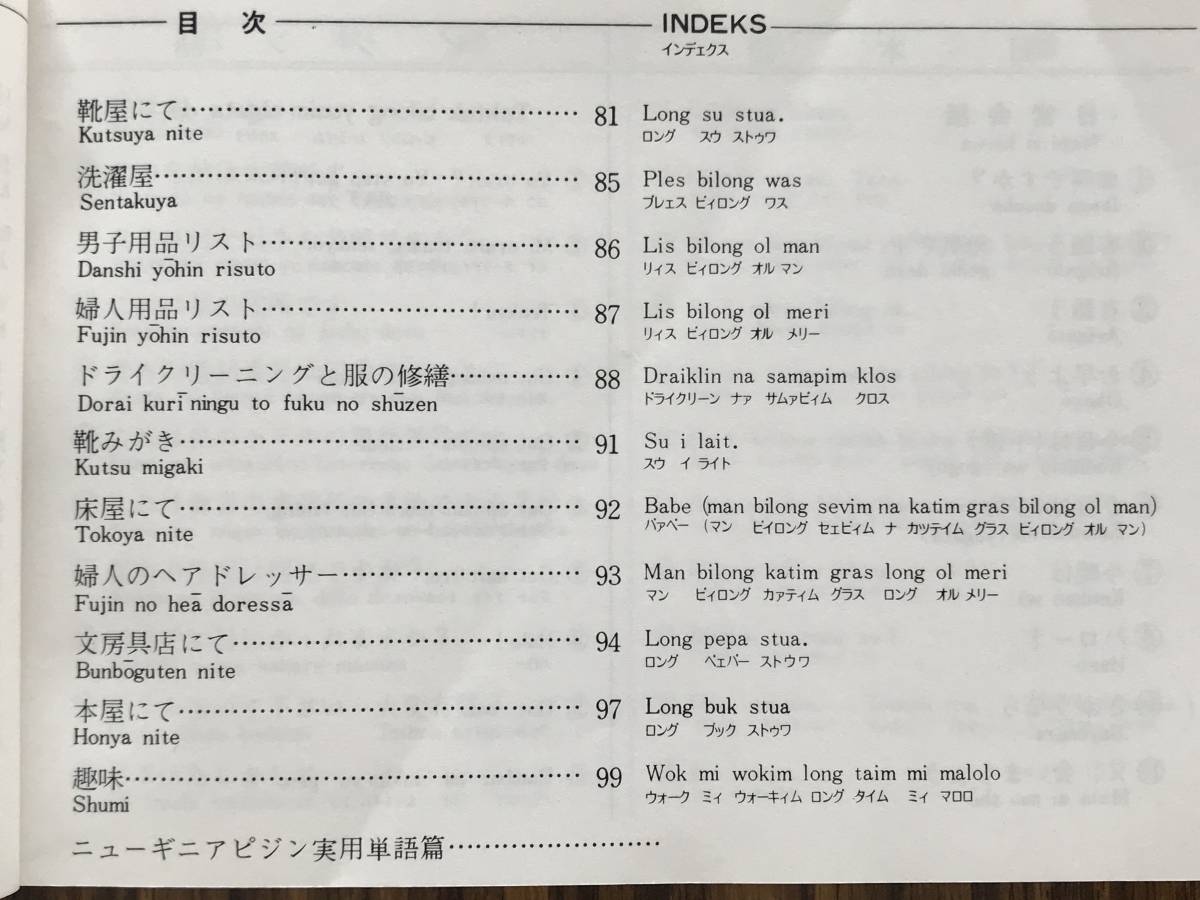 目 次
INDEKS
インデェクス
靴屋にて…………………………………… 81 Long su stua.
Kutsuya nite ロング スウ ストゥワ
洗濯屋…………………………………… 85 Ples bilong was
Sentakuya プレェス ビィロング ワス
男子用品リスト…………………………… 86 Lis bilong ol man
Danshi yōhin risuto リィス ビィロング オル マン
婦人用品リスト…………………………… 87 Lis bilong ol meri
Fujin yōhin risuto リィス ビィロング オル メリー
ドライクリーニングと服の修繕…………… 88 Draiklin na samapim klos
Dorai kurīningu to fuku no shūzen ドライクリーン ナァ サムァピィム クロス
靴みがき…………………………………… 91 Su i lait.
Kutsu migaki スウ イ ライト
床屋にて…………………………………… 92 Babe (man bilong sevim na katim gras bilong ol man)
Tokoya nite バァベー (マン ビイロング セェビィム ナ カッテイム グラス ビィロング オル マン)
婦人のヘアドレッサー…………………… 93 Man bilong katim gras long ol meri
Fujin no heā doressā マン ビィロング カァティム グラス ロング オル メリー
文房具店にて……………………………… 94 Long pepa stua.
Bunbōguten nite ロング ペェパー ストウワ
本屋にて…………………………………… 97 Long buk stua
Honya nite ロング ブック ストゥワ
趣味………………………………………… 99 Wok mi wokim long taim mi malolo
Shumi ウォーク ミィ ウォーキィム ロング タイム ミィ マロロ
ニューギニアピジン実用単語篇……………………